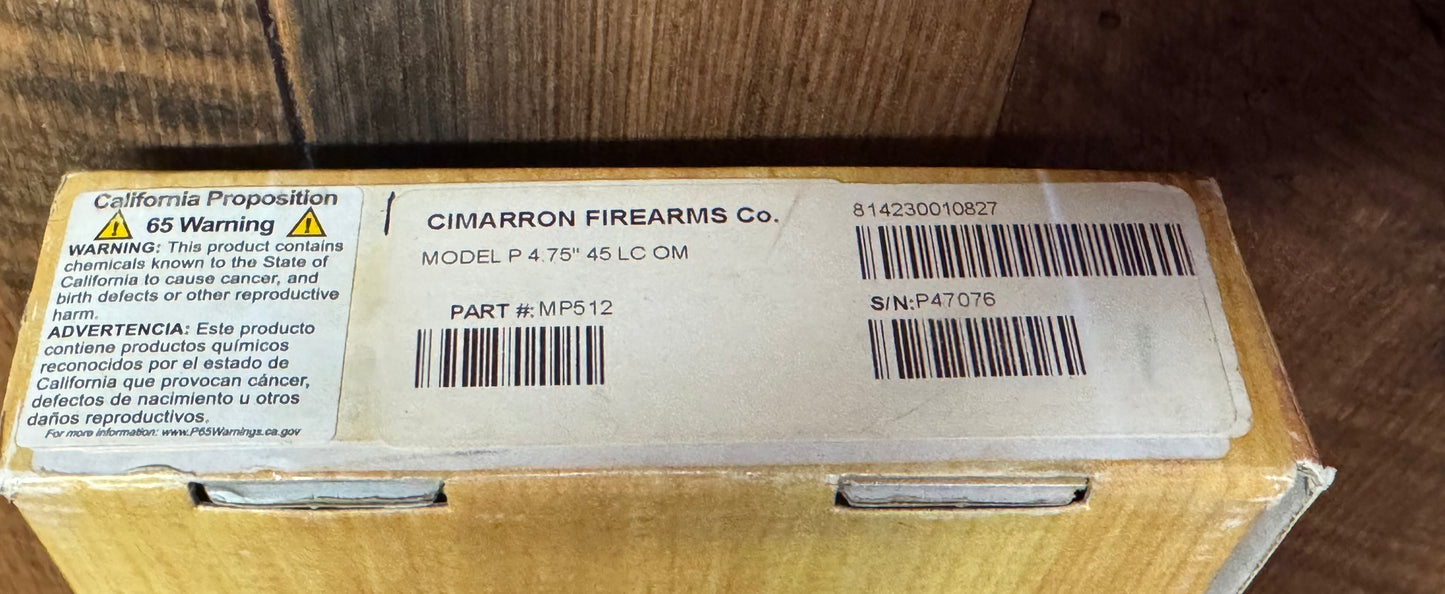 California Proposition
65 Warning
WARNING: This product contains
chemicals known to the State of
California to cause cancer, and
birth defects or other reproductive
harm.
ADVERTENCIA: Este producto
contiene productos químicos
reconocidos por el estado de
California que provocan cáncer,
defectos de nacimiento u otros
daños reproductivos.
For more information: www.P65Warnings.ca.gov
CIMARRON FIREARMS Co.
MODEL P 4.75" 45 LC OM
PART #: MP512
814230010827
S/N:P47076